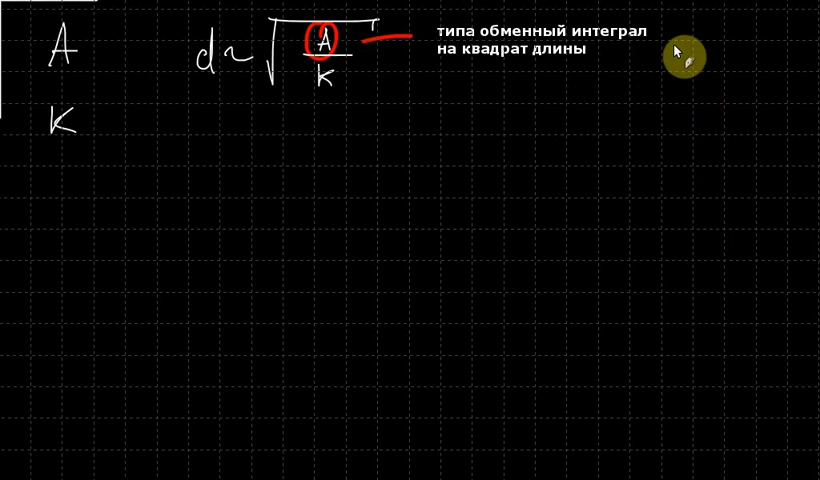 A
d ~ √(A/K)
типа обменный интеграл
на квадрат длины
K